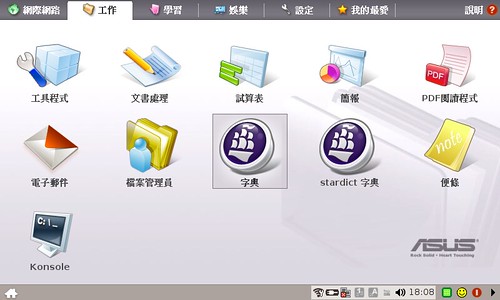 網際網路 工作 學習 娛樂 設定 我的最愛 說明 ?
工具程式 文書處理 試算表 簡報 PDF閱讀程式
PDF
電子郵件 檔案管理員 字典 stardict 字典 便條
note
C:\_
Konsole
ASUS
Rock Solid • Heart Touching
18:08